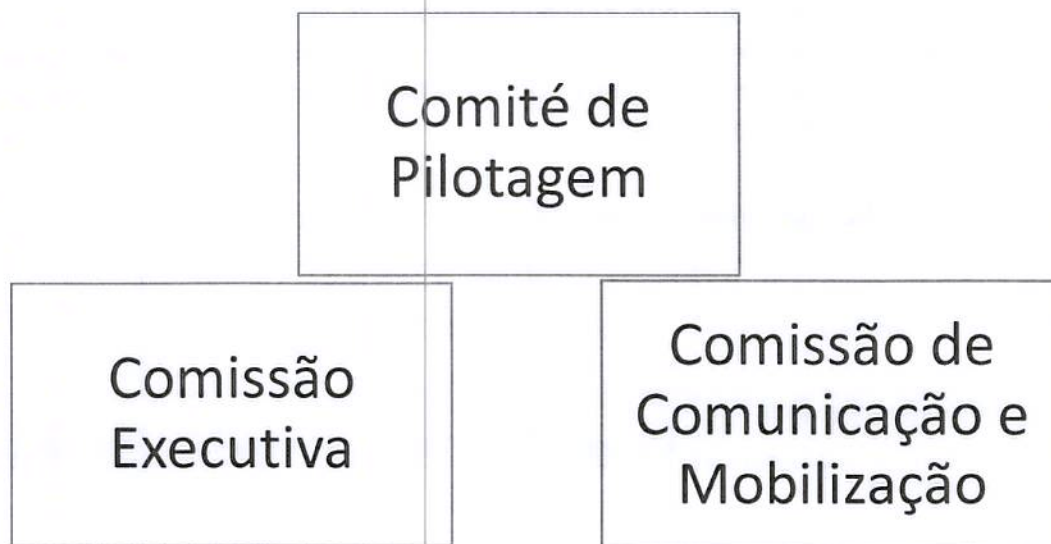 Comité de
Pilotagem
Comissão
Executiva
Comissão de
Comunicação e
Mobilização